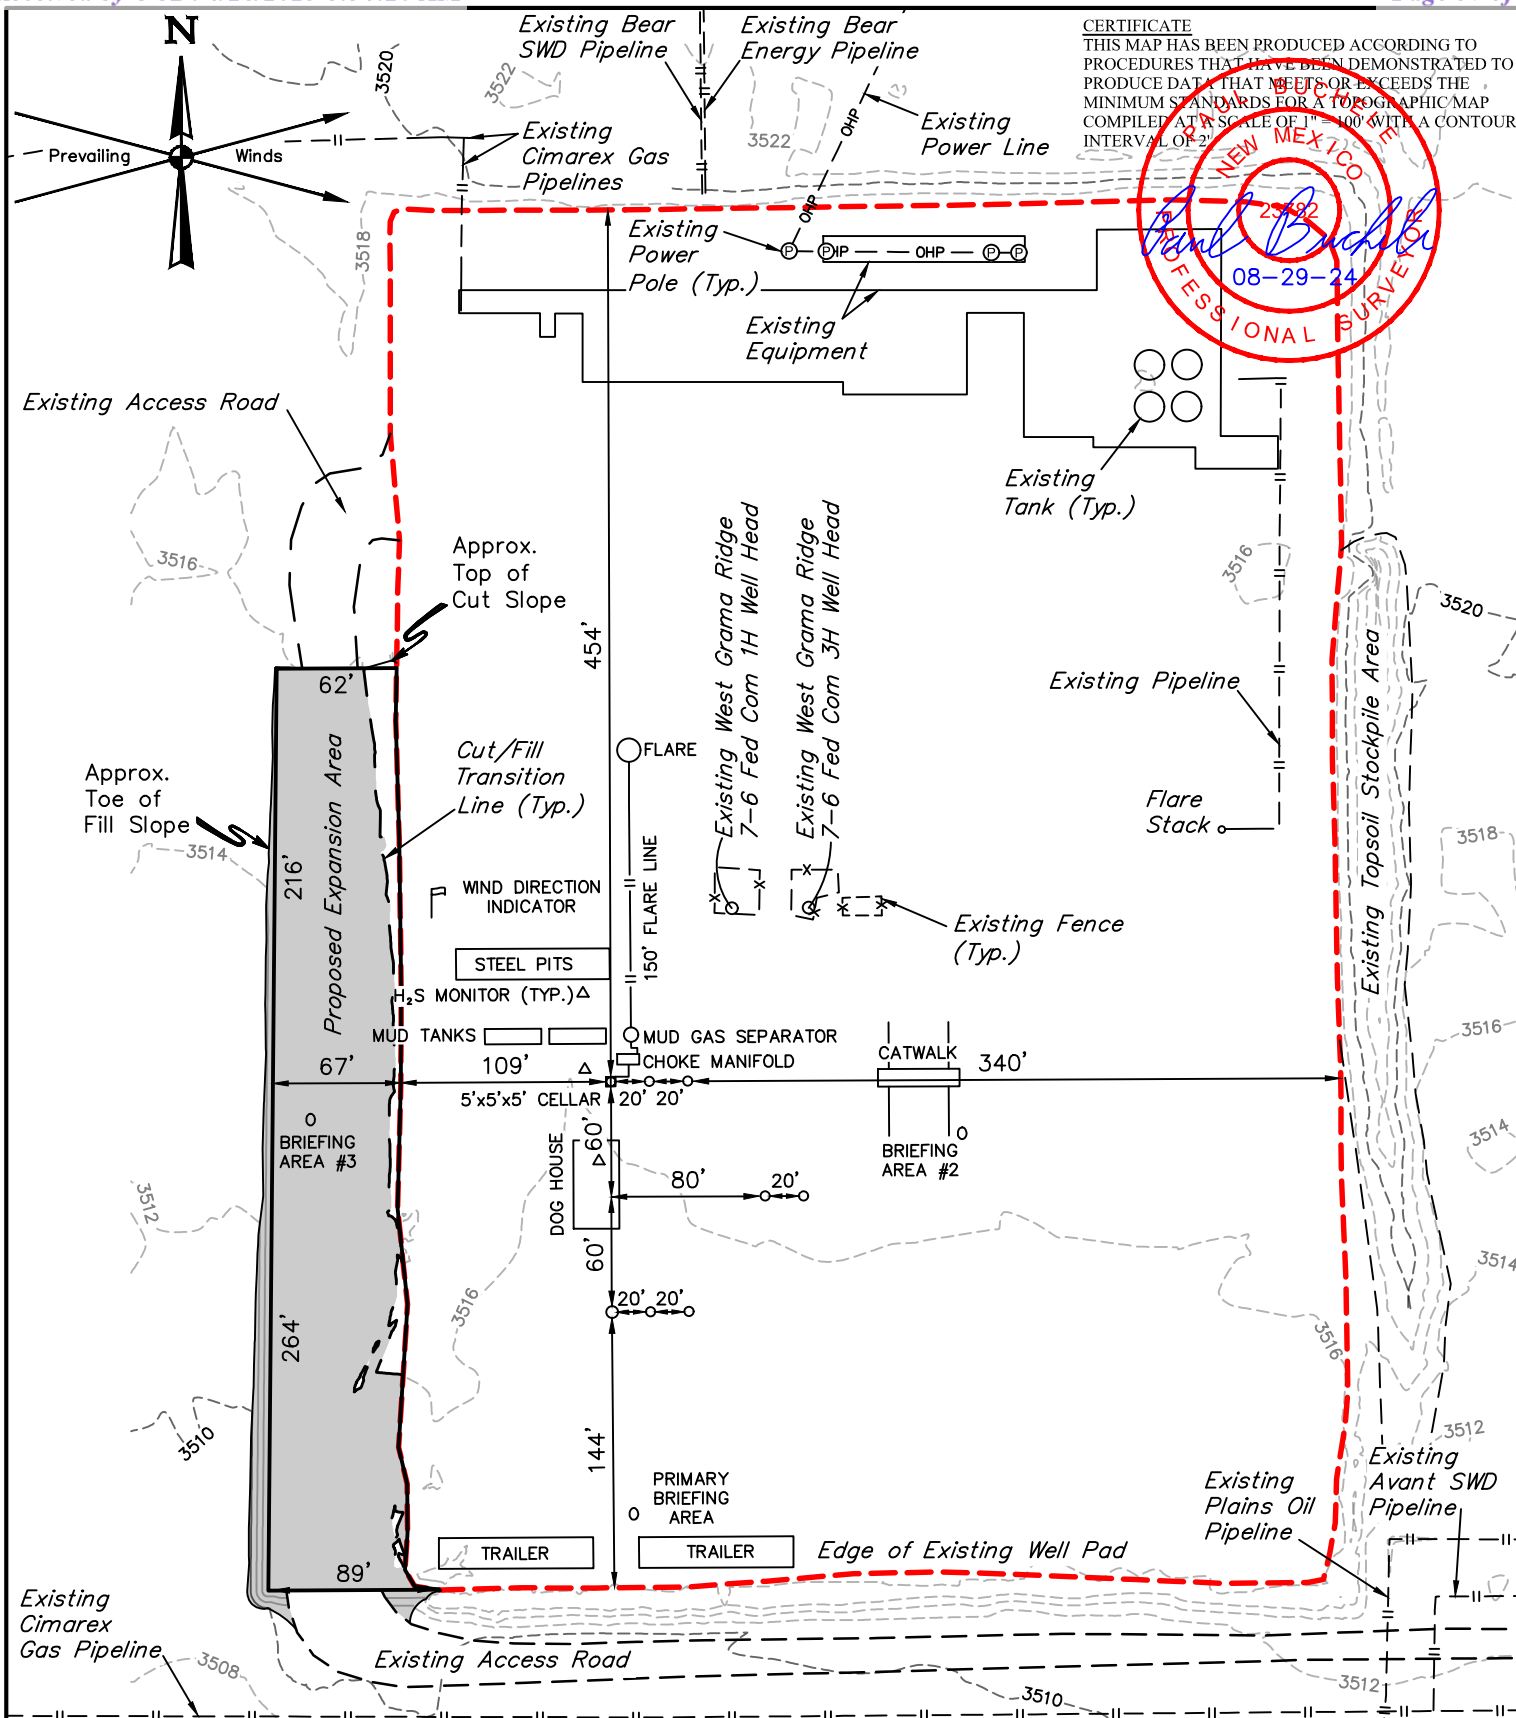 N
Prevailing
Winds
3520
3522
Existing Bear
SWD Pipeline
Existing Bear
Energy Pipeline
CERTIFICATE
THIS MAP HAS BEEN PRODUCED ACCORDING TO
PROCEDURES THAT HAVE BEEN DEMONSTRATED TO
PRODUCE DATA THAT MEETS OR EXCEEDS THE
MINIMUM STANDARDS FOR A TOPOGRAPHIC MAP
COMPILED AT A SCALE OF 1" = 100' WITH A CONTOUR
INTERVAL OF 2'
PAUL BUCHELE
NEW MEXICO
23782
08-29-24
PROFESSIONAL SURVEYOR
Paul Buchele
Existing
Cimarex Gas
Pipelines
3522
OHP
Existing
Power Line
OHP
3518
Existing
Power
Pole (Typ.)
P
P
HP
OHP
P
P
Existing
Equipment
Existing Access Road
Existing
Tank (Typ.)
3516
Approx.
Top of
Cut Slope
454'
Existing West Grama Ridge
7-6 Fed Com 1H Well Head
Existing West Grama Ridge
7-6 Fed Com 3H Well Head
3516
3520
Existing Topsoil Stockpile Area
62'
Existing Pipeline
Proposed Expansion Area
Cut/Fill
Transition
Line (Typ.)
FLARE
Approx.
Toe of
Fill Slope
Flare
Stack
3514
3518
216'
WIND DIRECTION
INDICATOR
150' FLARE LINE
Existing Fence
(Typ.)
STEEL PITS
H₂S MONITOR (TYP.)
MUD TANKS
MUD GAS SEPARATOR
CHOKE MANIFOLD
CATWALK
3516
67'
109'
340'
5'x5'x5' CELLAR
20' 20'
BRIEFING
AREA #3
60'
DOG HOUSE
BRIEFING
AREA #2
3514
80'
20'
3512
60'
3514
20' 20'
3516
3516
264'
3510
144'
3512
PRIMARY
BRIEFING
AREA
Existing
Plains Oil
Pipeline
Existing
Avant SWD
Pipeline
TRAILER
TRAILER
Edge of Existing Well Pad
89'
Existing
Cimarex
Gas Pipeline
Existing Access Road
3508
3510
3512